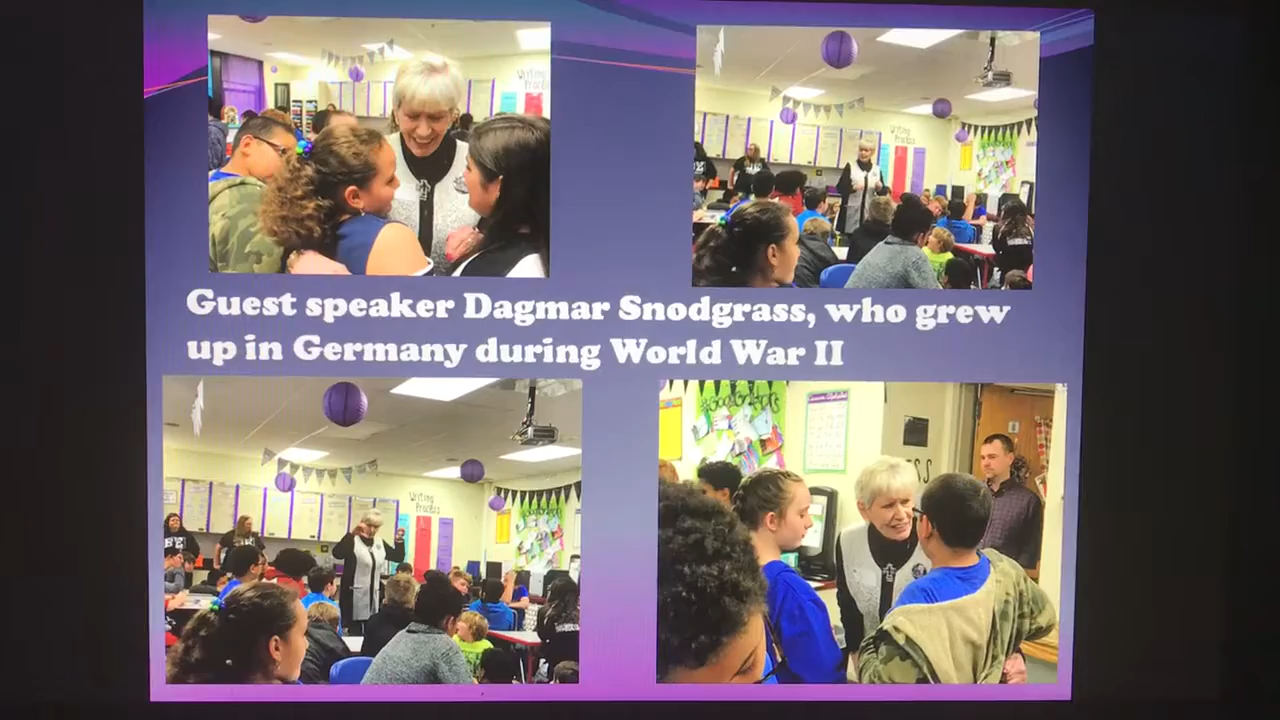 Writing
Process
Guest speaker Dagmar Snodgrass, who grew
up in Germany during World War II
Writing
Process